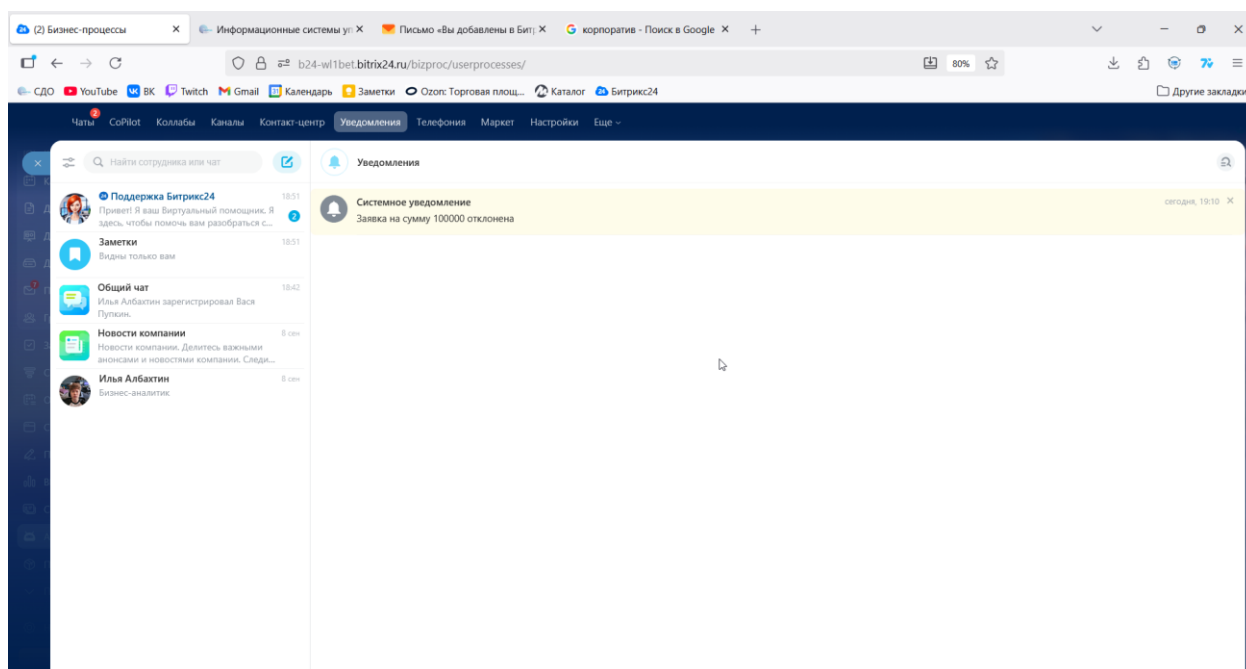 (2) Бизнес-процессы
Информационные системы уп
Письмо «Вы добавлены в Битр
корпоратив - Поиск в Google
b24-wl1bet.bitrix24.ru/bizproc/userprocesses/
80%
СДО
YouTube
ВК
Twitch
Gmail
Календарь
Заметки
Ozon: Торговая площ...
Каталог
Битрикс24
Другие закладки
Чаты
2
CoPilot
Коллабы
Каналы
Контакт-центр
Уведомления
Телефония
Маркет
Настройки
Еще
Найти сотрудника или чат
Уведомления
Поддержка Битрикс24
18:51
Привет! Я ваш Виртуальный помощник. Я
здесь, чтобы помочь вам разобраться с...
2
Заметки
18:51
Видны только вам
Общий чат
18:42
Илья Албахтин зарегистрировал Вася
Пупкин.
Новости компании
8 сен
Новости компании. Делитесь важными
анонсами и новостями компании. Следи...
Илья Албахтин
8 сен
Бизнес-аналитик
Системное уведомление
сегодня, 19:10
Заявка на сумму 100000 отклонена